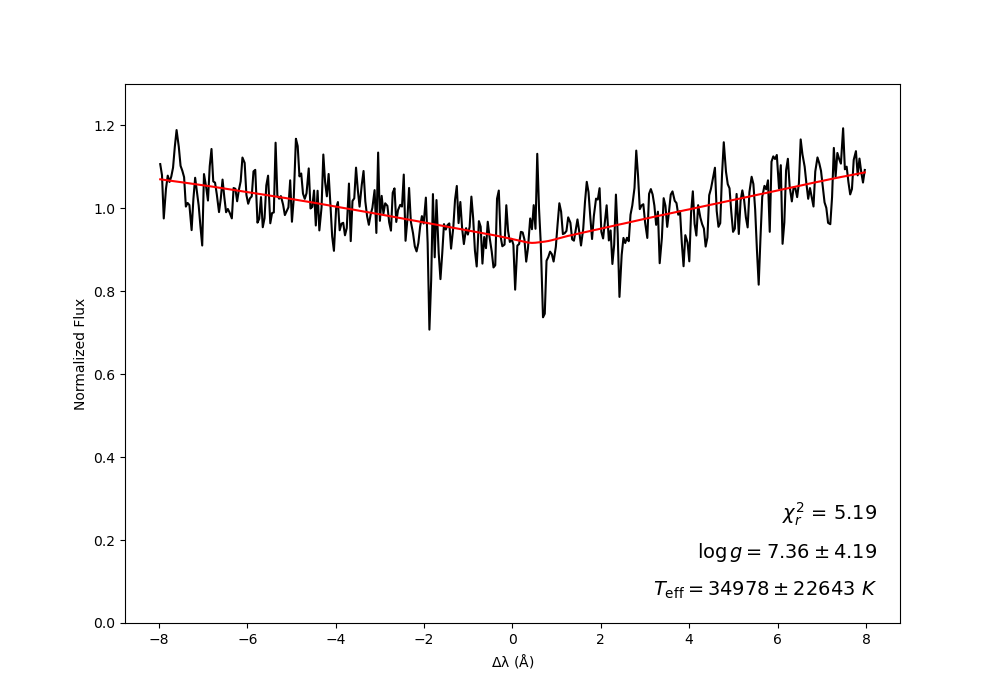 1.2
1.0
0.8
0.6
0.4
0.2
0.0
Normalized Flux
χ²ᵣ = 5.19
log g = 7.36 ± 4.19
T_eff = 34978 ± 22643 K
−8 −6 −4 −2 0 2 4 6 8
Δλ (Å)